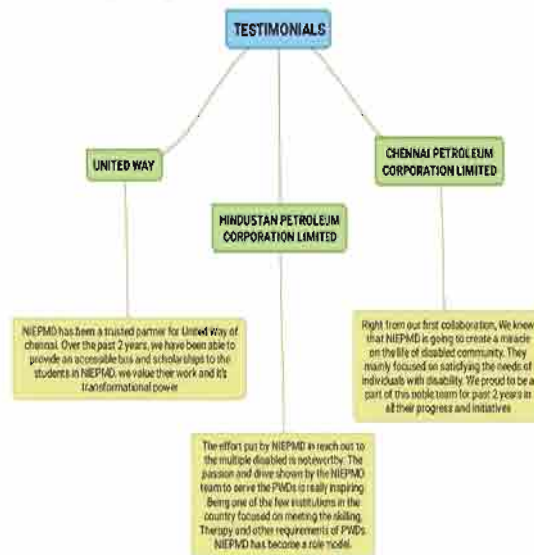 TESTIMONIALS
UNITED WAY
CHENNAI PETROLEUM
CORPORATION LIMITED
HINDUSTAN PETROLEUM
CORPORATION LIMITED
NIEPMD has been a trusted partner for United Way of
chennai. Over the past 2 years, we have been able to
provide an accessible bus and scholarships to the
students in NIEPMD. we value their work and it's
transformational power
Right from our first collaboration, We knew
that NIEPMD is going to create a miracle
on the life of disabled community. They
mainly focused on satisfying the needs of
individuals with disability. We proud to be a
part of this noble team for past 2 years in
all their progress and initiatives
The effort put by NIEPMD in reach out to
the multiple disabled is noteworthy. The
passion and drive shown by the NIEPMD
team to serve the PWDs is really inspiring
Being one of the few institutions in the
country focused on meeting the skilling,
Therapy and other requirements of PWDs.
NIEPMD has become a role model.